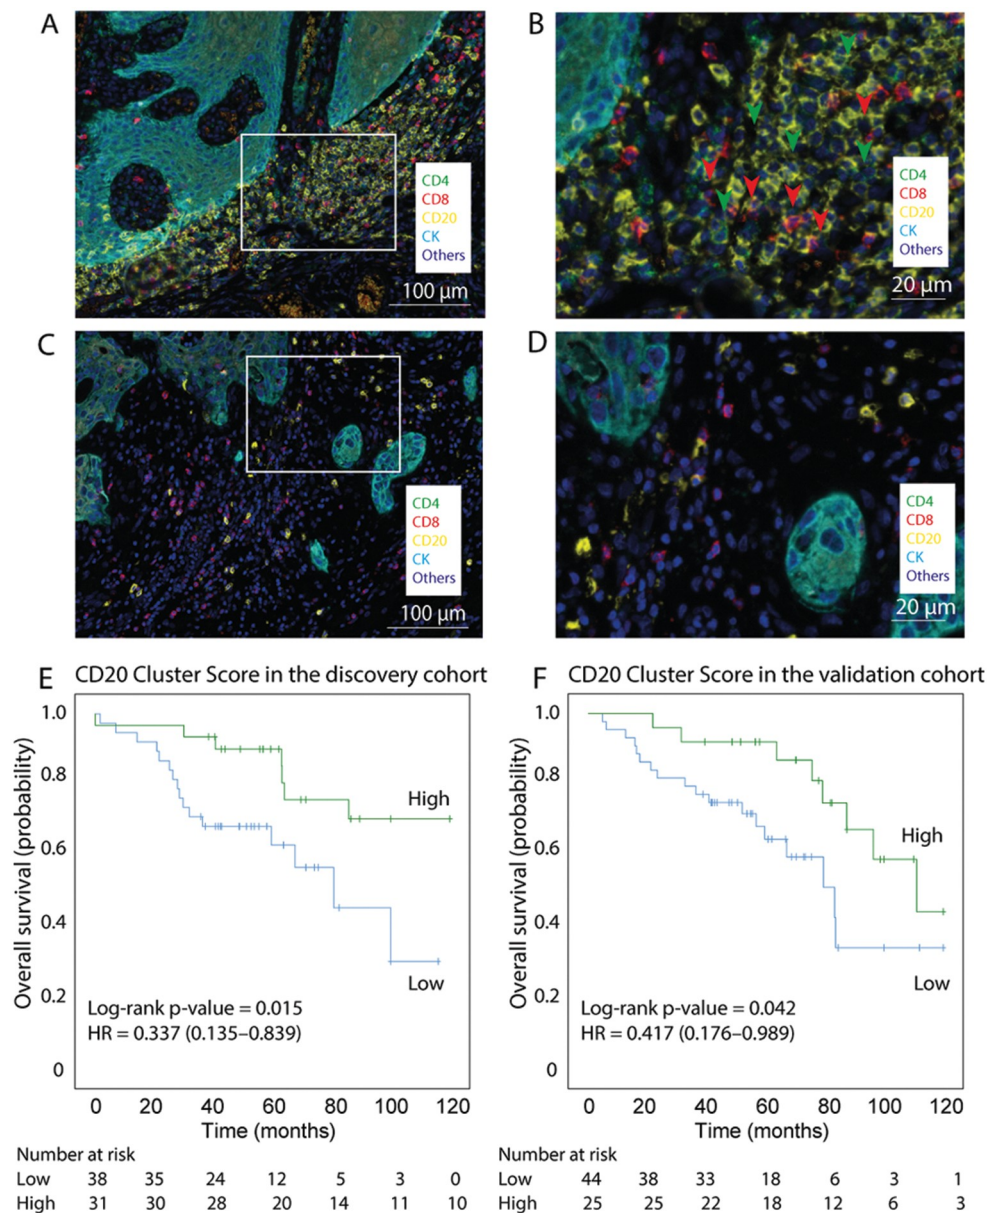 A
CD4
CD8
CD20
CK
Others
100 μm
B
CD4
CD8
CD20
CK
Others
20 μm
C
CD4
CD8
CD20
CK
Others
100 μm
D
CD4
CD8
CD20
CK
Others
20 μm
E CD20 Cluster Score in the discovery cohort
Overall survival (probability)
1.0
0.8
0.6
0.4
0.2
0
High
Low
Log-rank p-value = 0.015
HR = 0.337 (0.135–0.839)
0 20 40 60 80 100 120
Time (months)
Number at risk
Low 38 35 24 12 5 3 0
High 31 30 28 20 14 11 10
F CD20 Cluster Score in the validation cohort
Overall survival (probability)
1.0
0.8
0.6
0.4
0.2
0
High
Low
Log-rank p-value = 0.042
HR = 0.417 (0.176–0.989)
0 20 40 60 80 100 120
Time (months)
Number at risk
Low 44 38 33 18 6 3 1
High 25 25 22 18 12 6 3